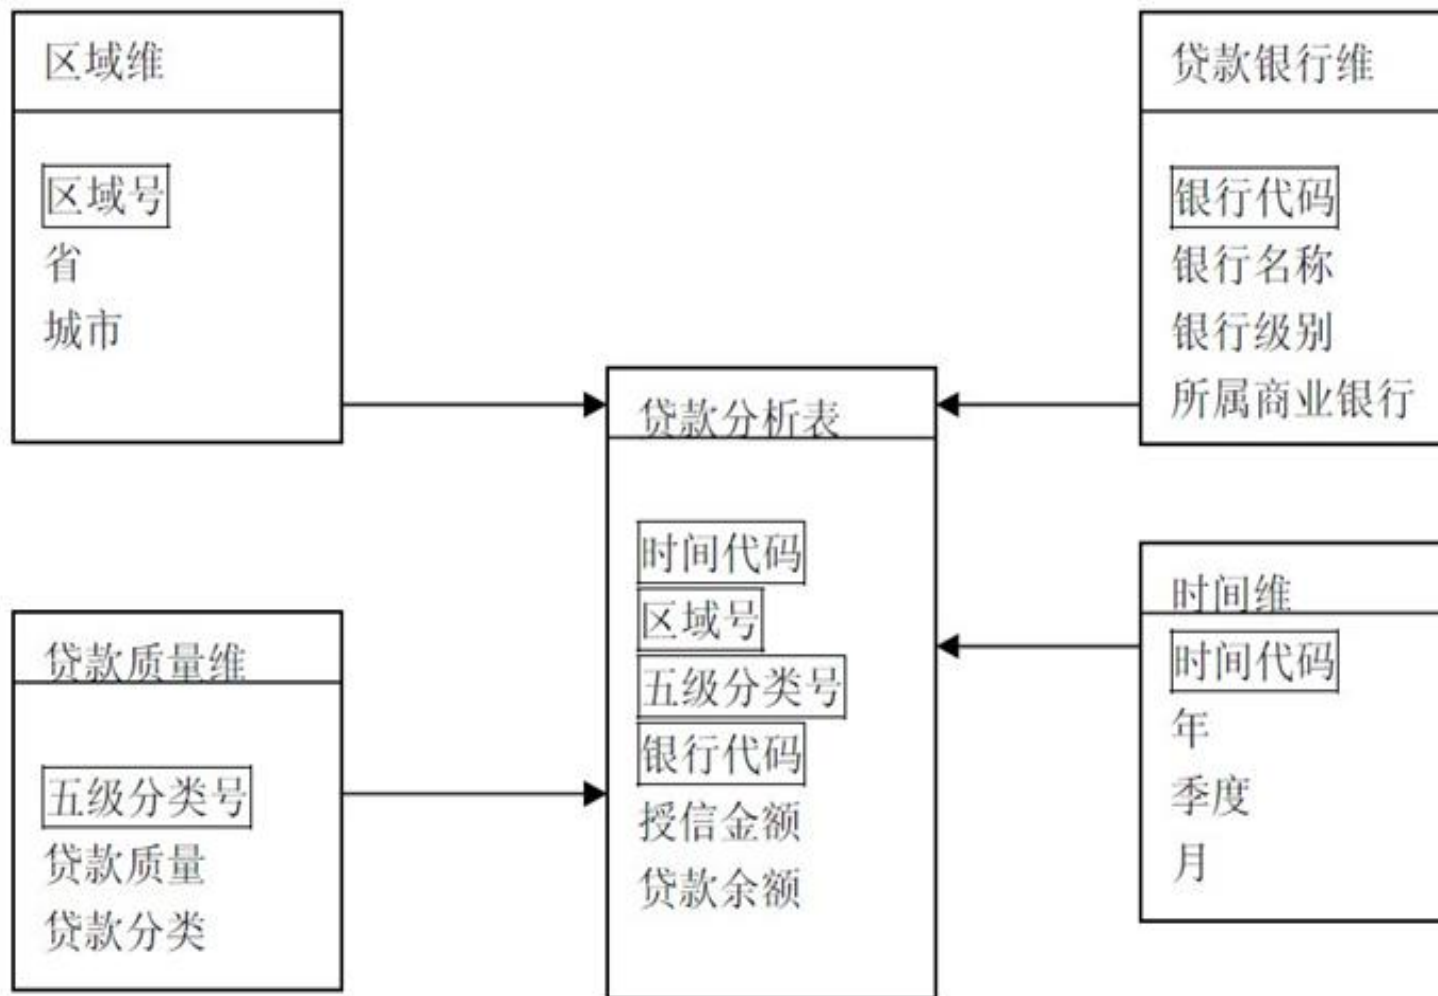 区域维
区域号
省
城市
贷款银行维
银行代码
银行名称
银行级别
所属商业银行
贷款分析表
时间代码
区域号
五级分类号
银行代码
授信金额
贷款余额
贷款质量维
五级分类号
贷款质量
贷款分类
时间维
时间代码
年
季度
月